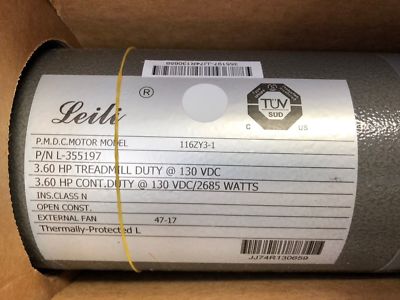 355197-JJ74R130659
Leili ®
TÜV
SÜD
C US
P.M.D.C.MOTOR MODEL 116ZY3-1
P/N L-355197
3.60 HP TREADMILL DUTY @ 130 VDC
3.60 HP CONT.DUTY @ 130 VDC/2685 WATTS
INS.CLASS N
OPEN CONST.
EXTERNAL FAN 47-17
Thermally-Protected L
JJ74R130659